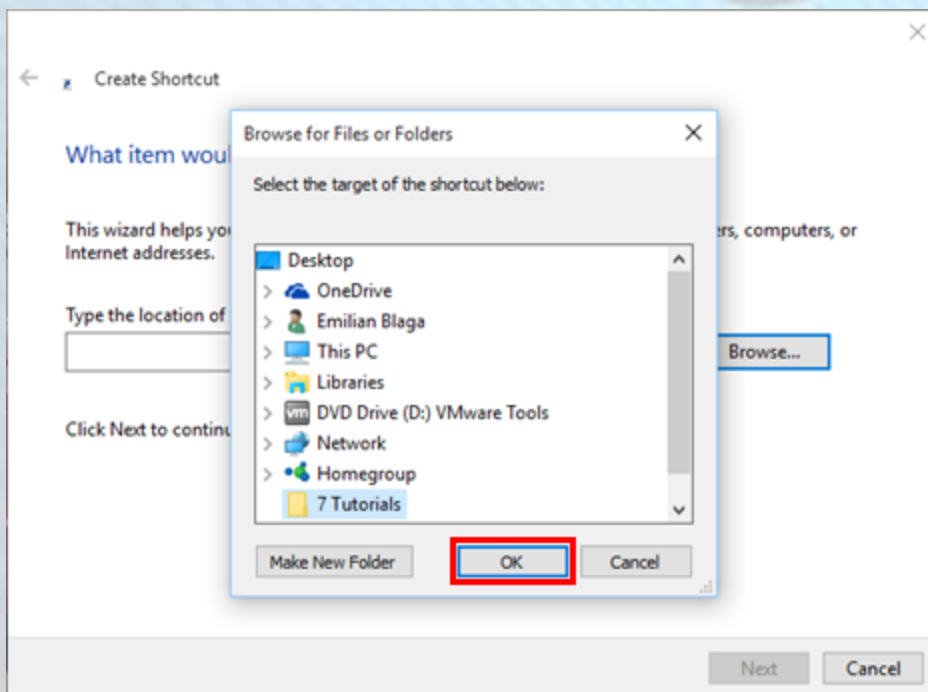 Create Shortcut
Browse for Files or Folders
What item woul
Select the target of the shortcut below:
This wizard helps you
ers, computers, or
Internet addresses.
Desktop
OneDrive
Type the location of
Emilian Blaga
This PC
Browse...
Libraries
vm DVD Drive (D:) VMware Tools
Click Next to continu
Network
Homegroup
7 Tutorials
Make New Folder
OK
Cancel
Next
Cancel